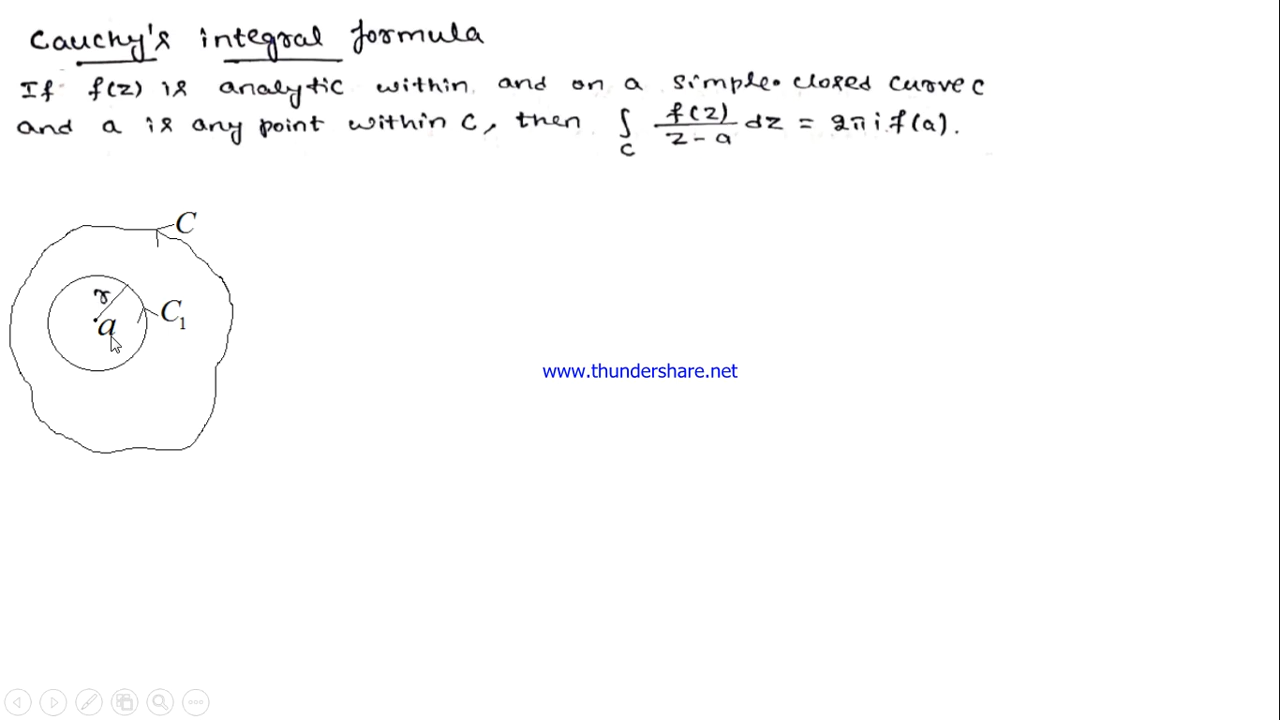 Cauchy's integral formula
If f(z) is analytic within and on a simple closed curve C
and a is any point within C, then ∫_C f(z)/(z-a) dz = 2πi f(a).
C
r
C₁
a
www.thundershare.net